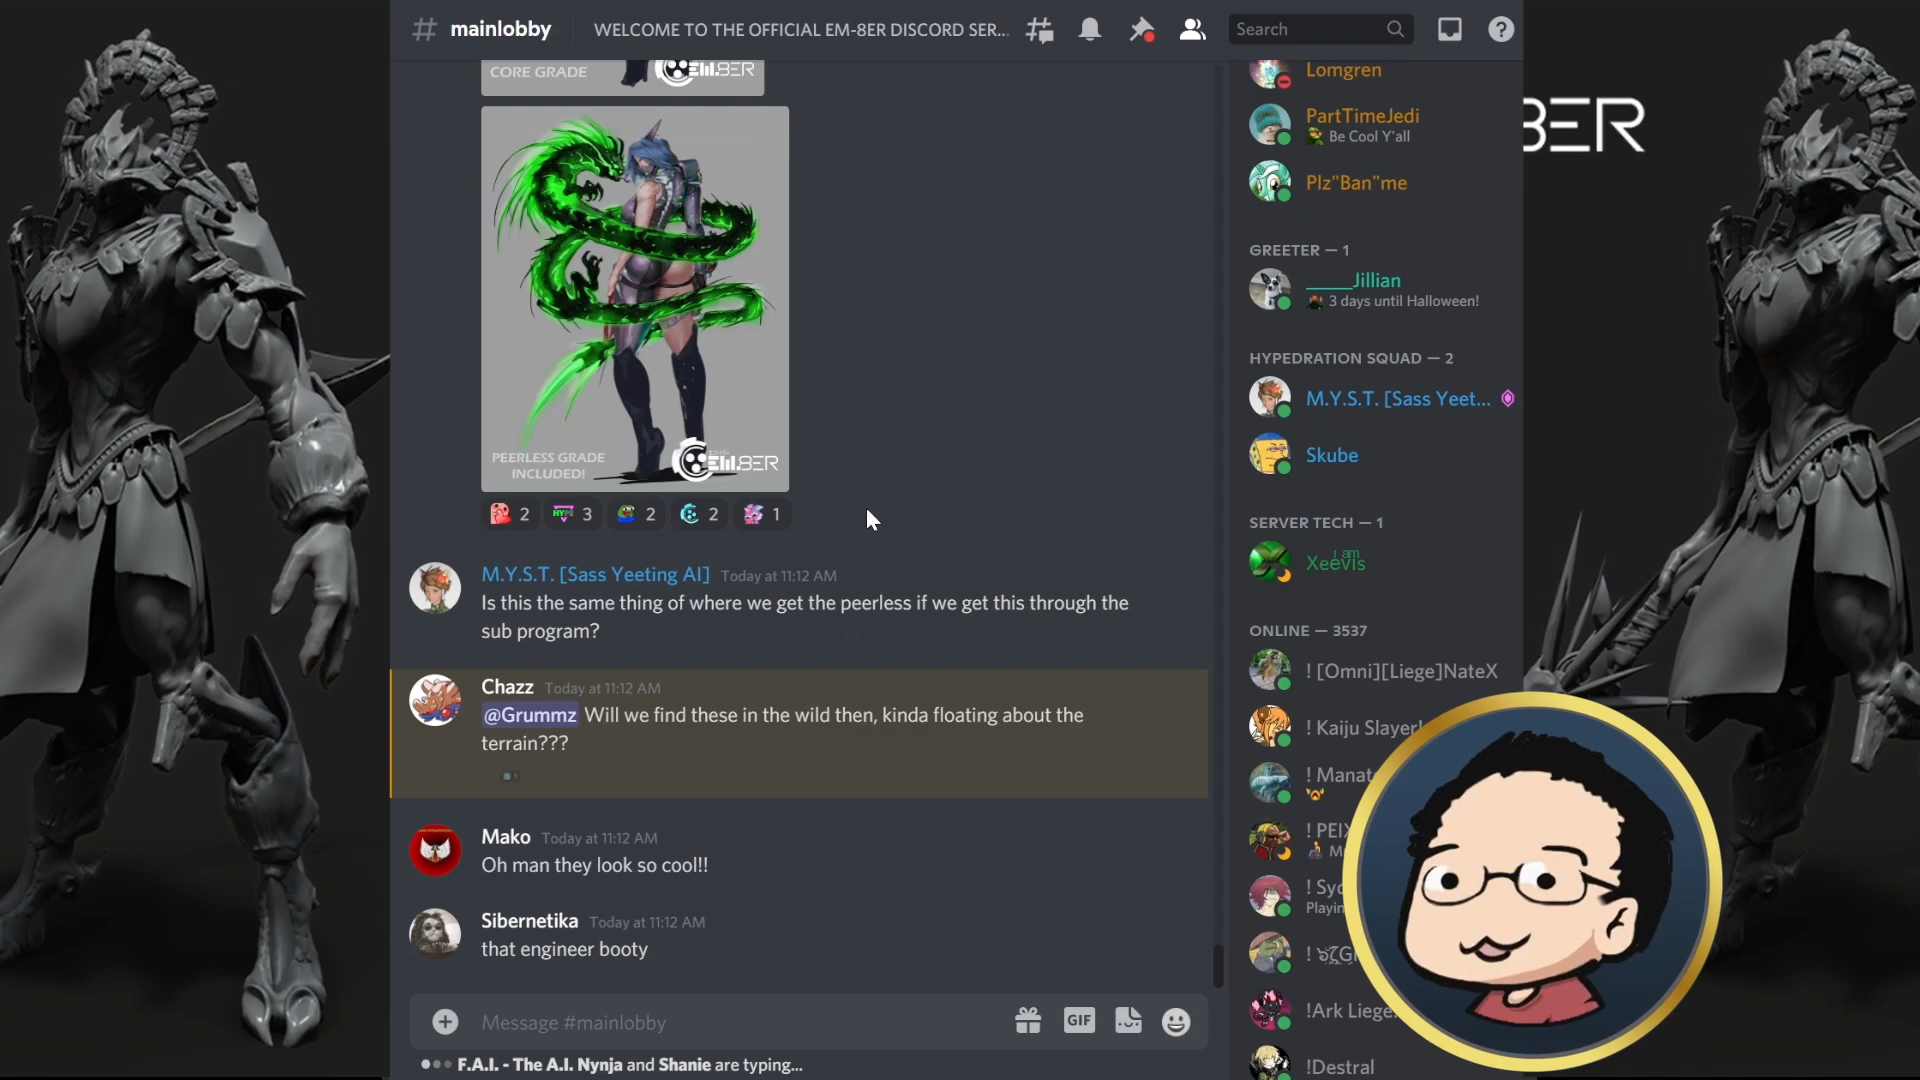 mainlobby
WELCOME TO THE OFFICIAL EM-8ER DISCORD SER...
Search
CORE GRADE
EM.8ER
PEERLESS GRADE
INCLUDED!
EM.8ER
2
HYPE 3
2
2
1
M.Y.S.T. [Sass Yeeting AI] Today at 11:12 AM
Is this the same thing of where we get the peerless if we get this through the
sub program?
Chazz Today at 11:12 AM
@Grummz Will we find these in the wild then, kinda floating about the
terrain???
Mako Today at 11:12 AM
Oh man they look so cool!!
Sibernetika Today at 11:12 AM
that engineer booty
Message #mainlobby
GIF
F.A.I. - The A.I. Nynja and Shanie are typing...
Lomgren
PartTimeJedi
Be Cool Y'all
Plz"Ban"me
GREETER — 1
_____Jillian
3 days until Halloween!
HYPEDRATION SQUAD — 2
M.Y.S.T. [Sass Yeet...
Skube
SERVER TECH — 1
ONLINE — 3537
! [Omni][Liege]NateX
! Kaiju Slayer!
! Manat
! PEI
! Syc
Playin
!Ark Liege
!Destral
8ER